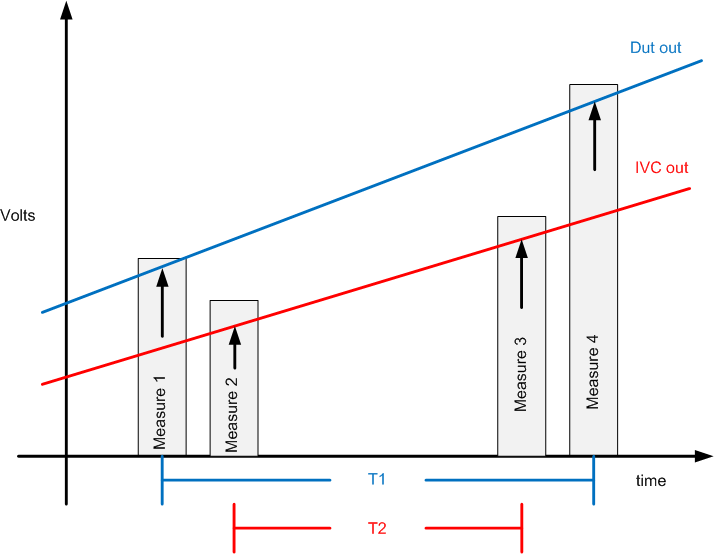 Dut out
IVC out
Volts
Measure 1
Measure 2
Measure 3
Measure 4
T1
time
T2